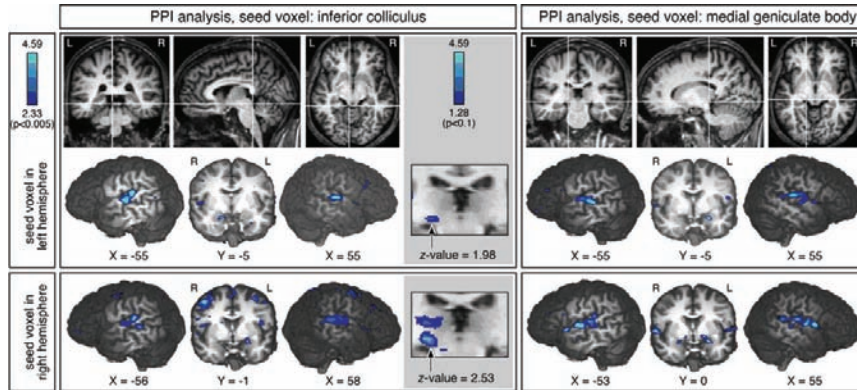 PPI analysis, seed voxel: inferior colliculus
PPI analysis, seed voxel: medial geniculate body
4.59
2.33
(p<0.005)
L R
L R
4.59
1.28
(p<0.1)
L R
L R
seed voxel in
left hemisphere
R L
X = -55
Y = -5
X = 55
z-value = 1.98
R L
X = -55
Y = -5
X = 55
seed voxel in
right hemisphere
R L
X = -56
Y = -1
X = 58
z-value = 2.53
R L
X = -53
Y = 0
X = 55